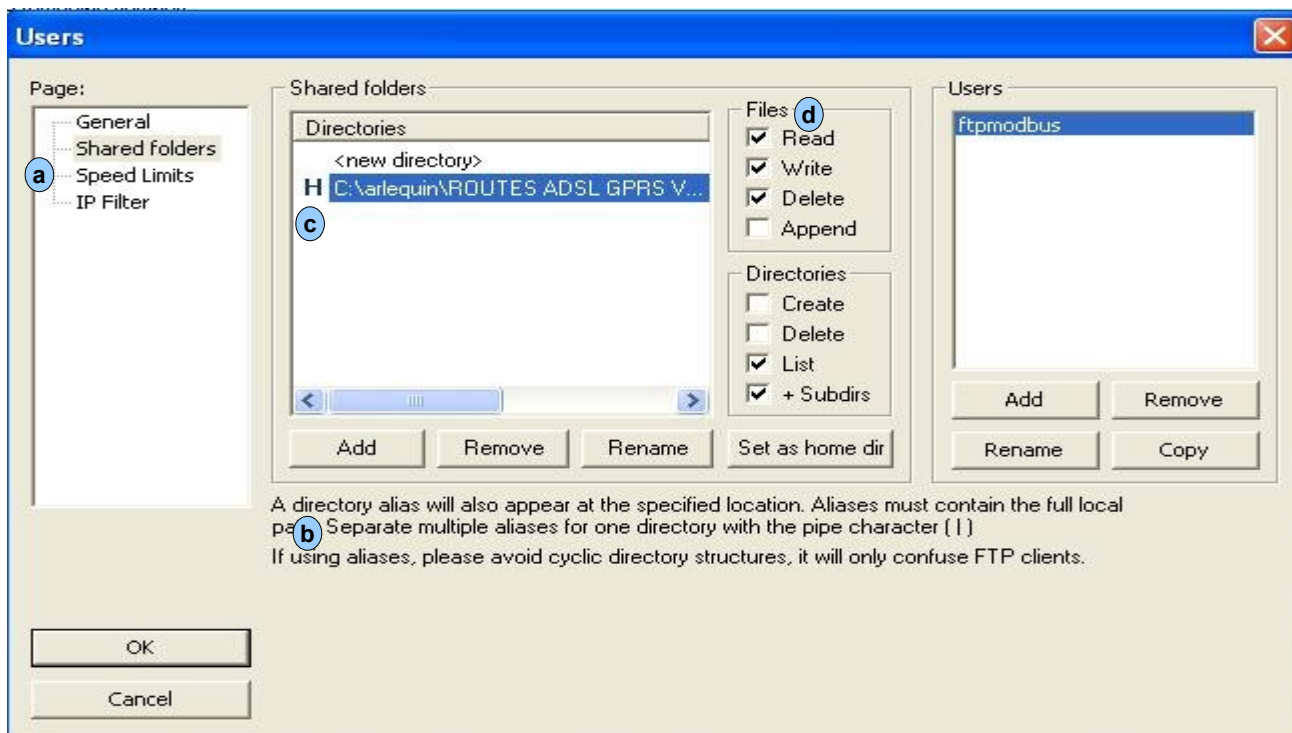 Users
Page:
General
Shared folders
Speed Limits
IP Filter
a
Shared folders
Directories
<new directory>
H C:\arlequin\ROUTES ADSL GPRS V...
c
Files
d
Read
Write
Delete
Append
Directories
Create
Delete
List
+ Subdirs
Add
Remove
Rename
Set as home dir
Users
ftpmodbus
Add
Remove
Rename
Copy
A directory alias will also appear at the specified location. Aliases must contain the full local
Separate multiple aliases for one directory with the pipe character ( | )
b
If using aliases, please avoid cyclic directory structures, it will only confuse FTP clients.
OK
Cancel